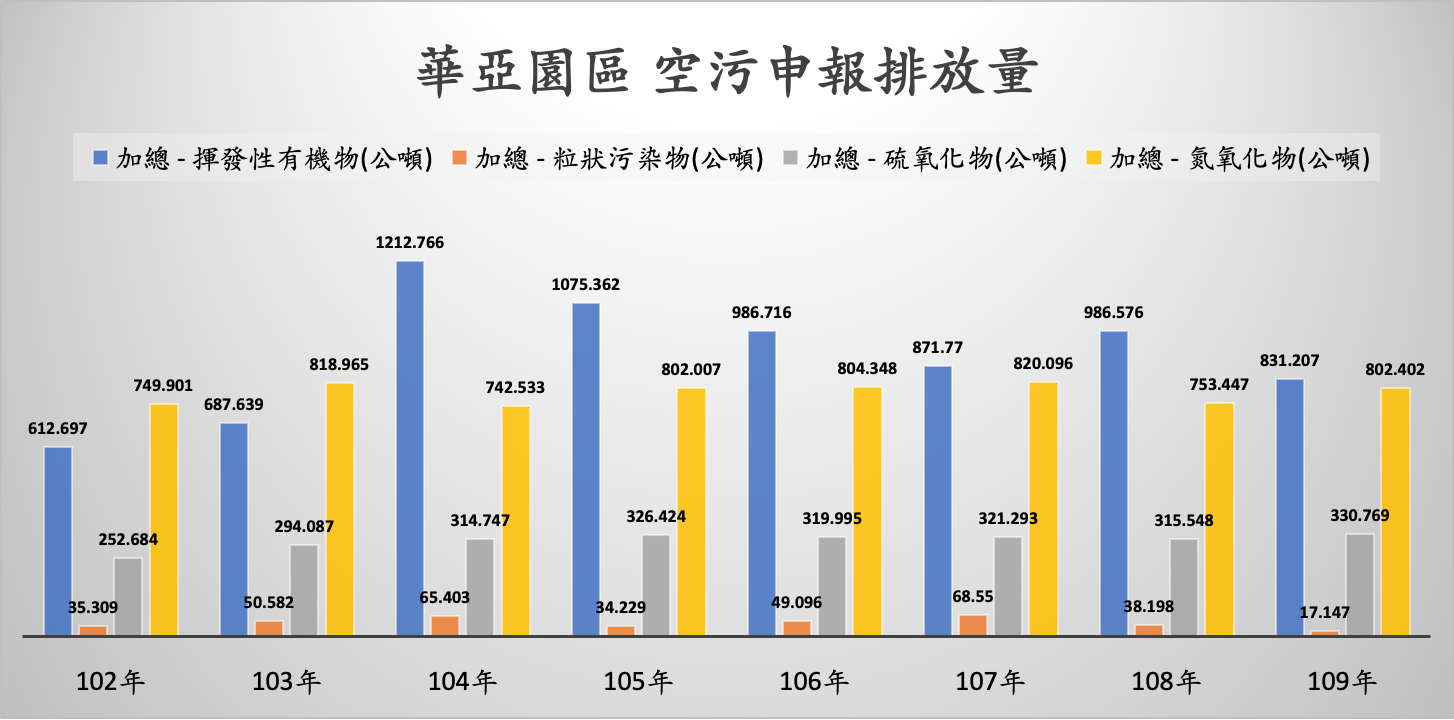 華亞園區 空污申報排放量
加總 - 揮發性有機物(公噸) 加總 - 粒狀污染物(公噸) 加總 - 硫氧化物(公噸) 加總 - 氮氧化物(公噸)
612.697 35.309 252.684 749.901
687.639 50.582 294.087 818.965
1212.766 65.403 314.747 742.533
1075.362 34.229 326.424 802.007
986.716 49.096 319.995 804.348
871.77 68.55 321.293 820.096
986.576 38.198 315.548 753.447
831.207 17.147 330.769 802.402
102年 103年 104年 105年 106年 107年 108年 109年